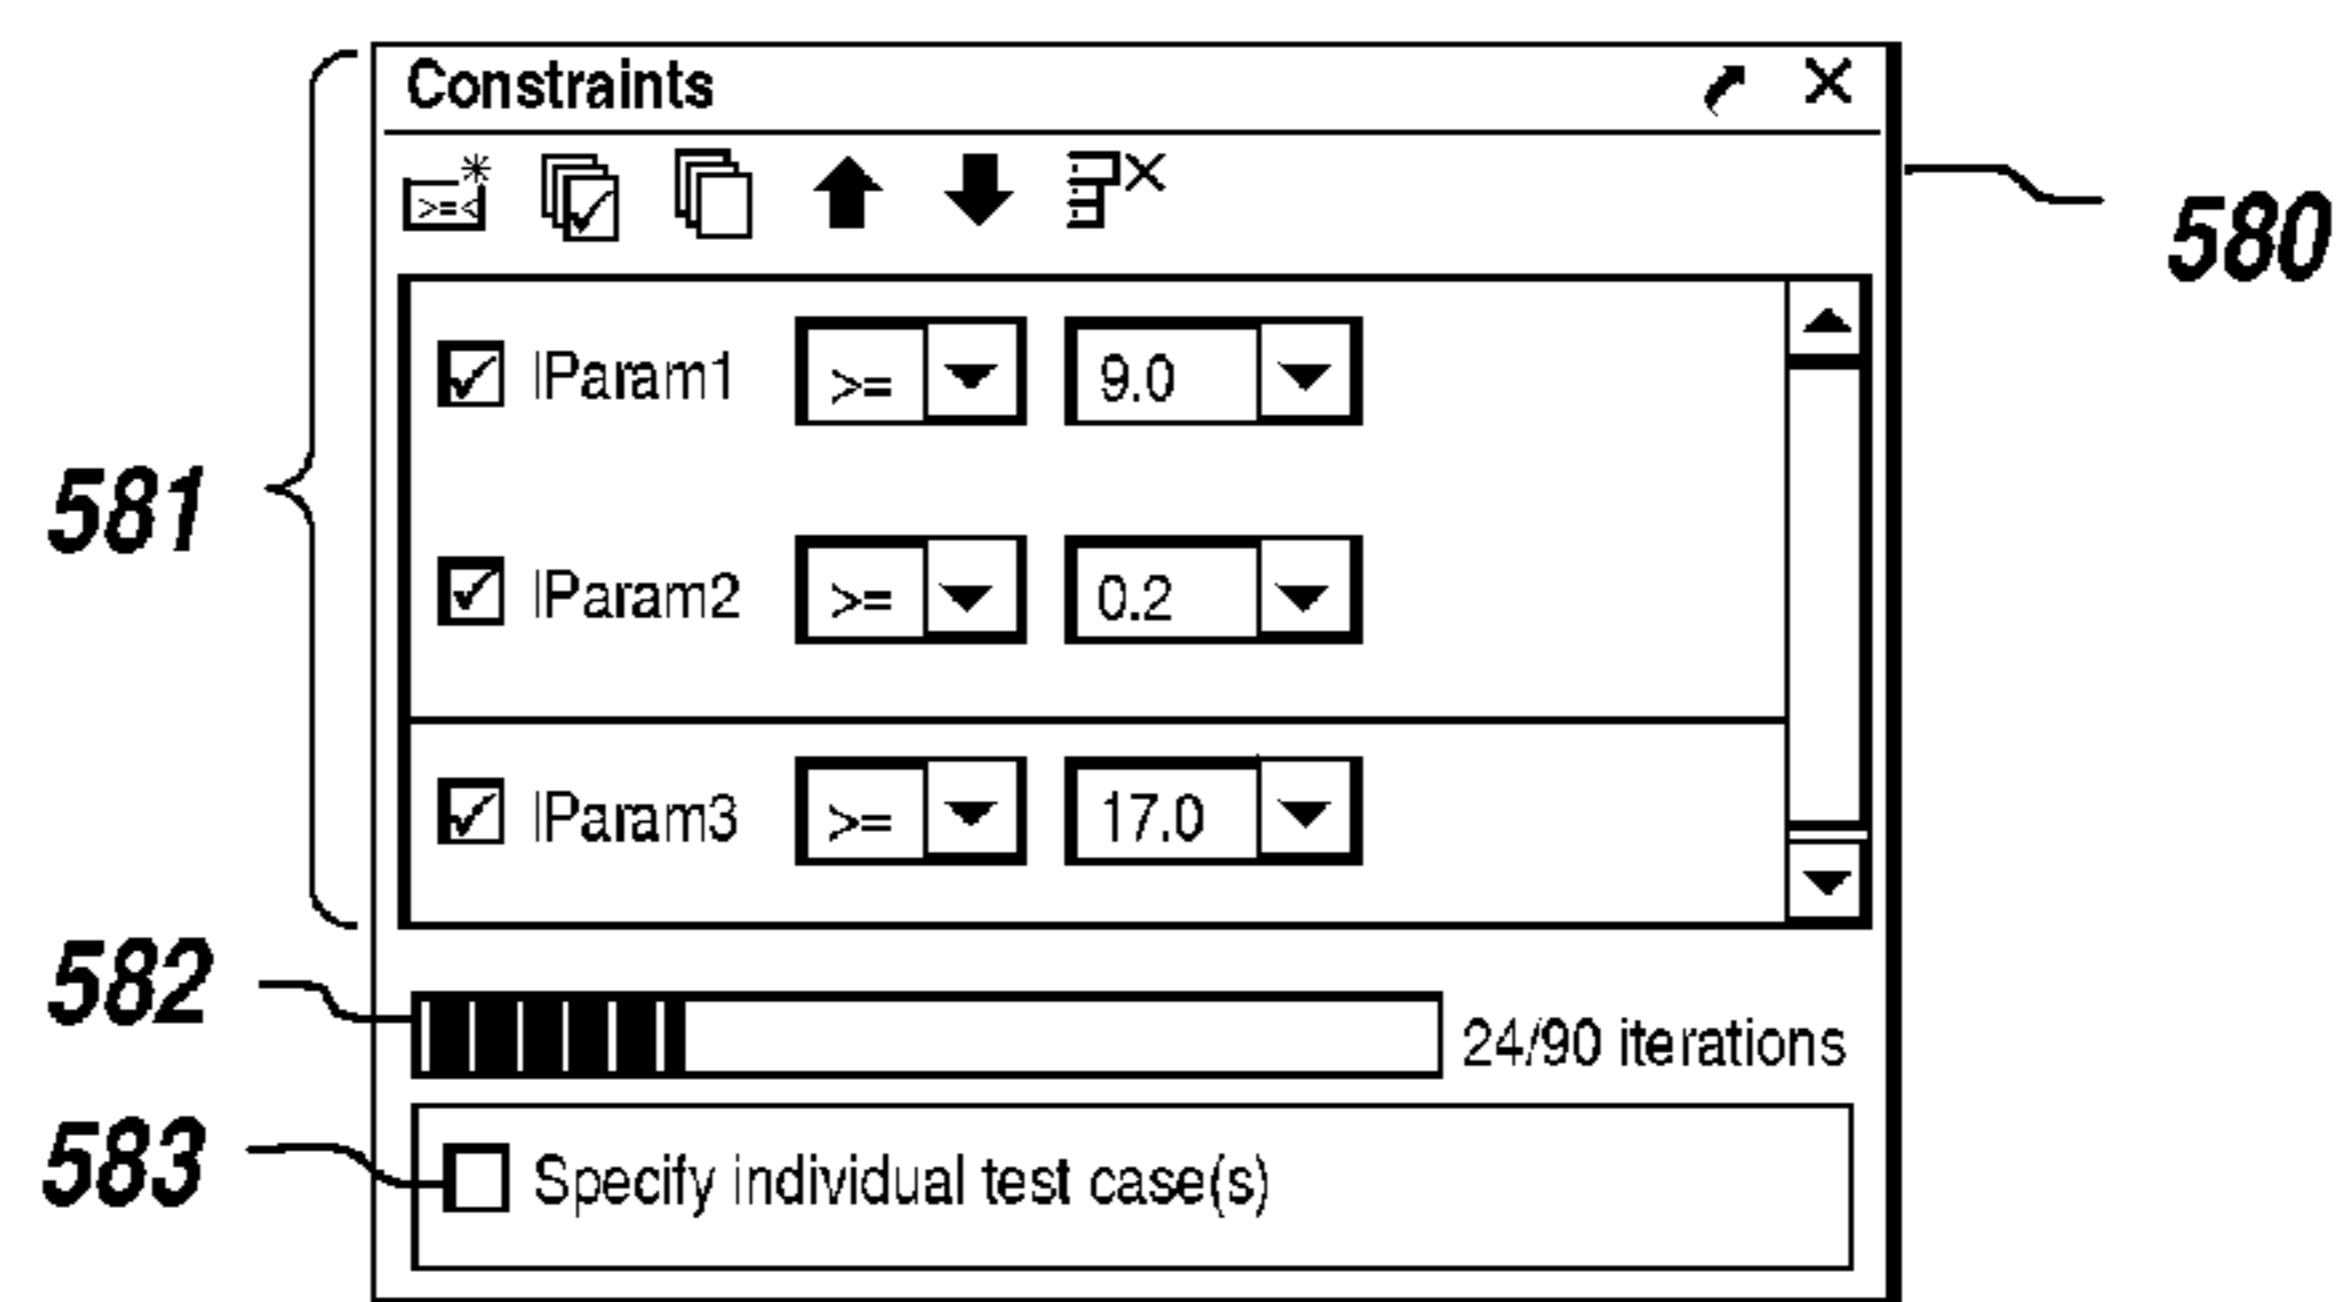 Constraints
>=<
580
IParam1 >= 9.0
581
IParam2 >= 0.2
IParam3 >= 17.0
582
24/90 iterations
583
Specify individual test case(s)